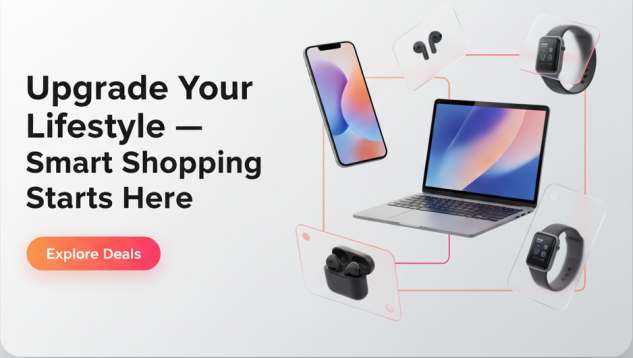 Upgrade Your
Lifestyle —
Smart Shopping
Starts Here
Explore Deals